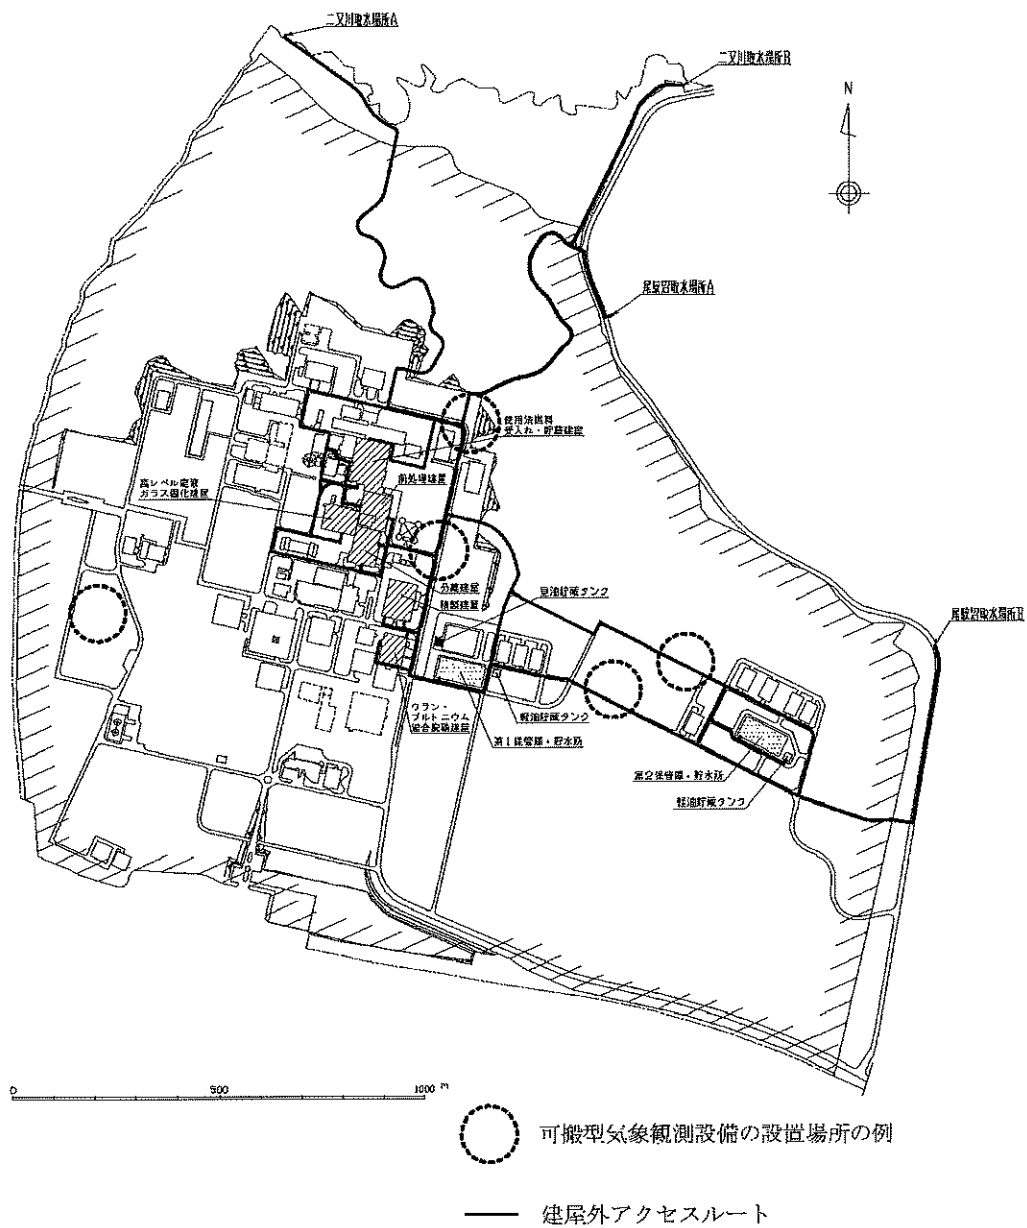 二又川取水場所A
二又川取水場所B
N
尾駮沼取水場所A
使用済燃料
受入れ・貯蔵建屋
高レベル廃液
ガラス固化建屋
前処理建屋
分離建屋
精製建屋
重油貯蔵タンク
尾駮沼取水場所B
ウラン・
プルトニウム
混合脱硝建屋
軽油貯蔵タンク
第1保管庫・貯水所
第2保管庫・貯水所
軽油貯蔵タンク
0 500 1000 m
可搬型気象観測設備の設置場所の例
建屋外アクセスルート